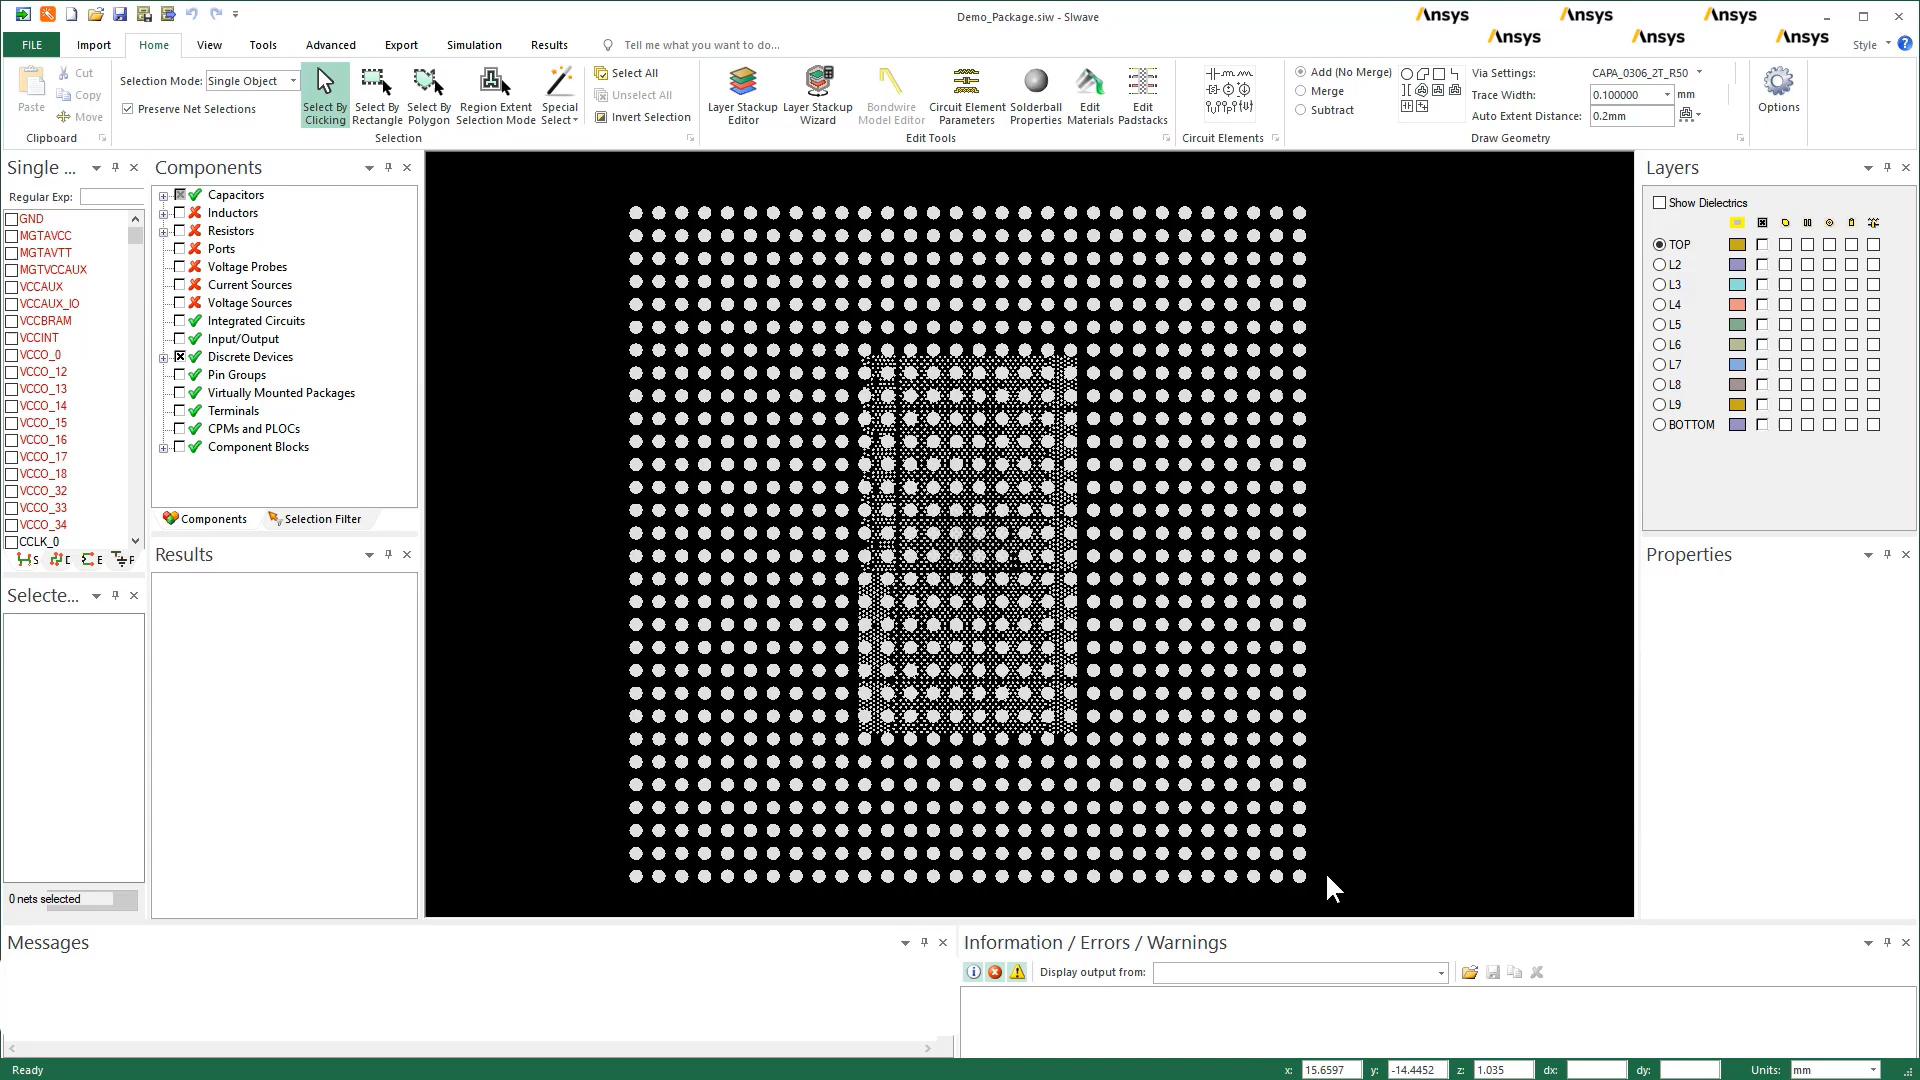 Demo_Package.siw - SIwave
Ansys Ansys Ansys
Ansys Ansys Ansys
FILE Import Home View Tools Advanced Export Simulation Results Tell me what you want to do...
Style
Paste
Cut
Copy
Move
Clipboard
Selection Mode: Single Object
Preserve Net Selections
Select By Clicking
Select By Rectangle
Select By Polygon
Region Extent Selection Mode
Special Select
Select All
Unselect All
Invert Selection
Selection
Layer Stackup Editor
Layer Stackup Wizard
Bondwire Model Editor
Circuit Element Parameters
Solderball Properties
Edit Materials
Edit Padstacks
Edit Tools
Circuit Elements
Add (No Merge)
Merge
Subtract
Via Settings: CAPA_0306_2T_R50
Trace Width: 0.100000 mm
Auto Extent Distance: 0.2mm
Draw Geometry
Options
Single ...
Regular Exp:
GND
MGTAVCC
MGTAVTT
MGTVCCAUX
VCCAUX
VCCAUX_IO
VCCBRAM
VCCINT
VCCO_0
VCCO_12
VCCO_13
VCCO_14
VCCO_15
VCCO_16
VCCO_17
VCCO_18
VCCO_32
VCCO_33
VCCO_34
CCLK_0
S E F
Selecte...
0 nets selected
Components
Capacitors
Inductors
Resistors
Ports
Voltage Probes
Current Sources
Voltage Sources
Integrated Circuits
Input/Output
Discrete Devices
Pin Groups
Virtually Mounted Packages
Terminals
CPMs and PLOCs
Component Blocks
Components Selection Filter
Results
Layers
Show Dielectrics
TOP
L2
L3
L4
L5
L6
L7
L8
L9
BOTTOM
Properties
Messages
Information / Errors / Warnings
Display output from:
Ready
x: 15.6597 y: -14.4452 z: 1.035 dx: dy: Units: mm